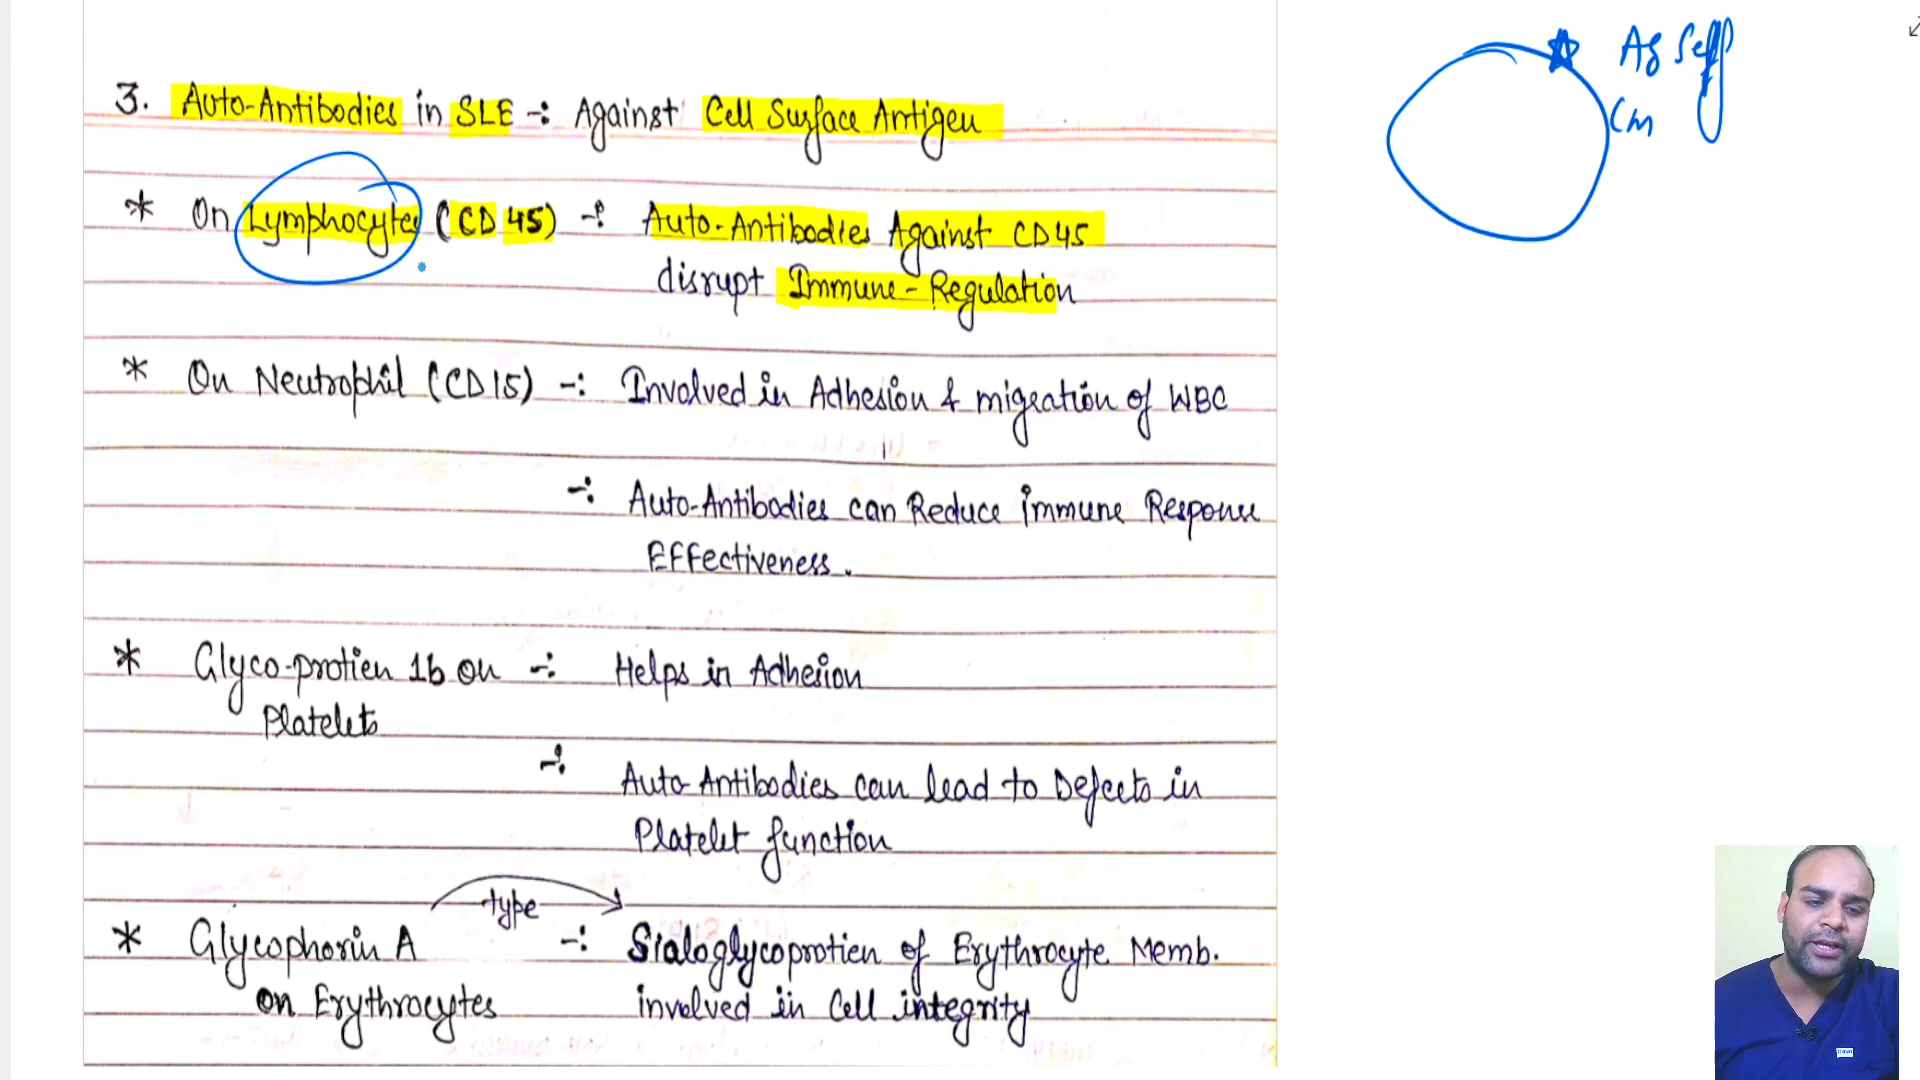 3. Auto-Antibodies in SLE -: Against Cell Surface Antigen
* On Lymphocytes (CD 45) -: Auto-Antibodies Against CD45
disrupt Immune-Regulation
* On Neutrophil (CD15) -: Involved in Adhesion & migration of WBC
-: Auto-Antibodies can Reduce immune Response
Effectiveness.
* Glyco-protien 1b on -: Helps in Adhesion
Platelets
-: Auto Antibodies can lead to Defects in
Platelet function
type
* Glycophorin A -: Sialoglycoprotien of Erythrocyte Memb.
on Erythrocytes involved in Cell integrity
Ag Self
Cm